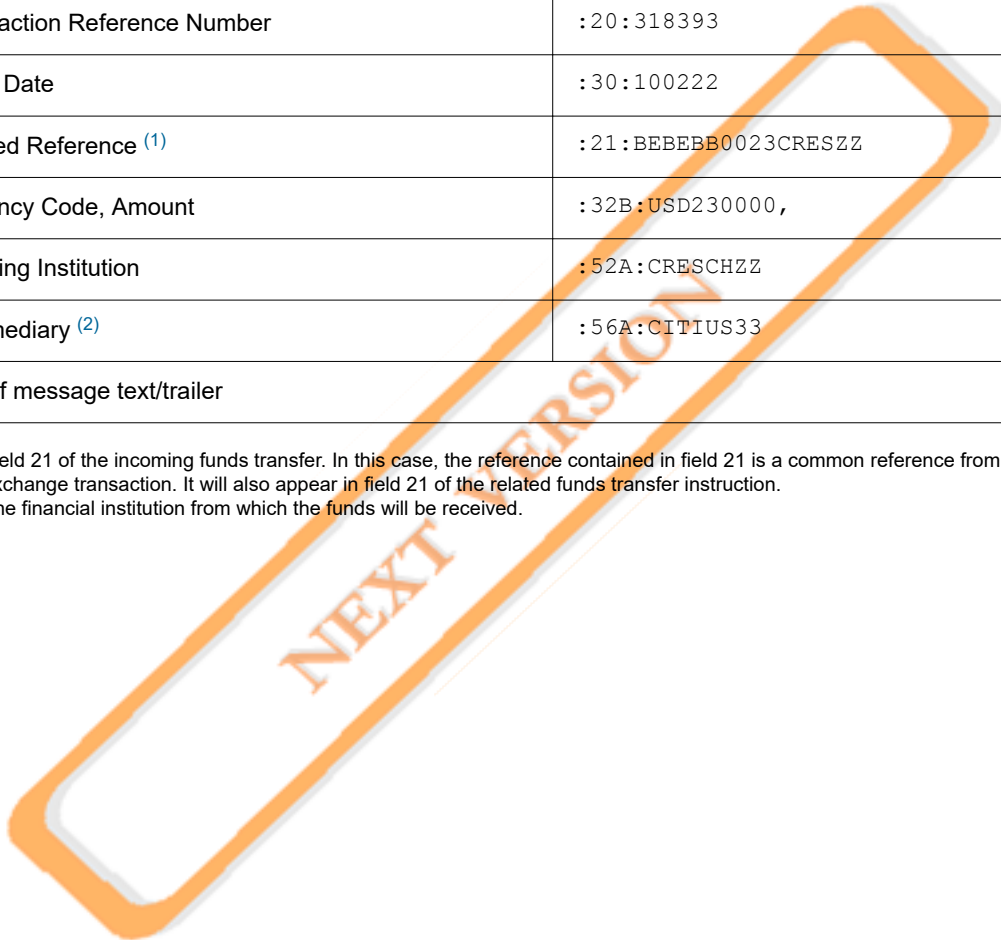 action Reference Number :20:318393
Date :30:100222
ed Reference (1) :21:BEBEBB0023CRESZZ
ncy Code, Amount :32B:USD230000,
ing Institution :52A:CRESCHZZ
nediary (2) :56A:CITIUS33
f message text/trailer
eld 21 of the incoming funds transfer. In this case, the reference contained in field 21 is a common reference from
xchange transaction. It will also appear in field 21 of the related funds transfer instruction.
ne financial institution from which the funds will be received.
NEXT VERSION